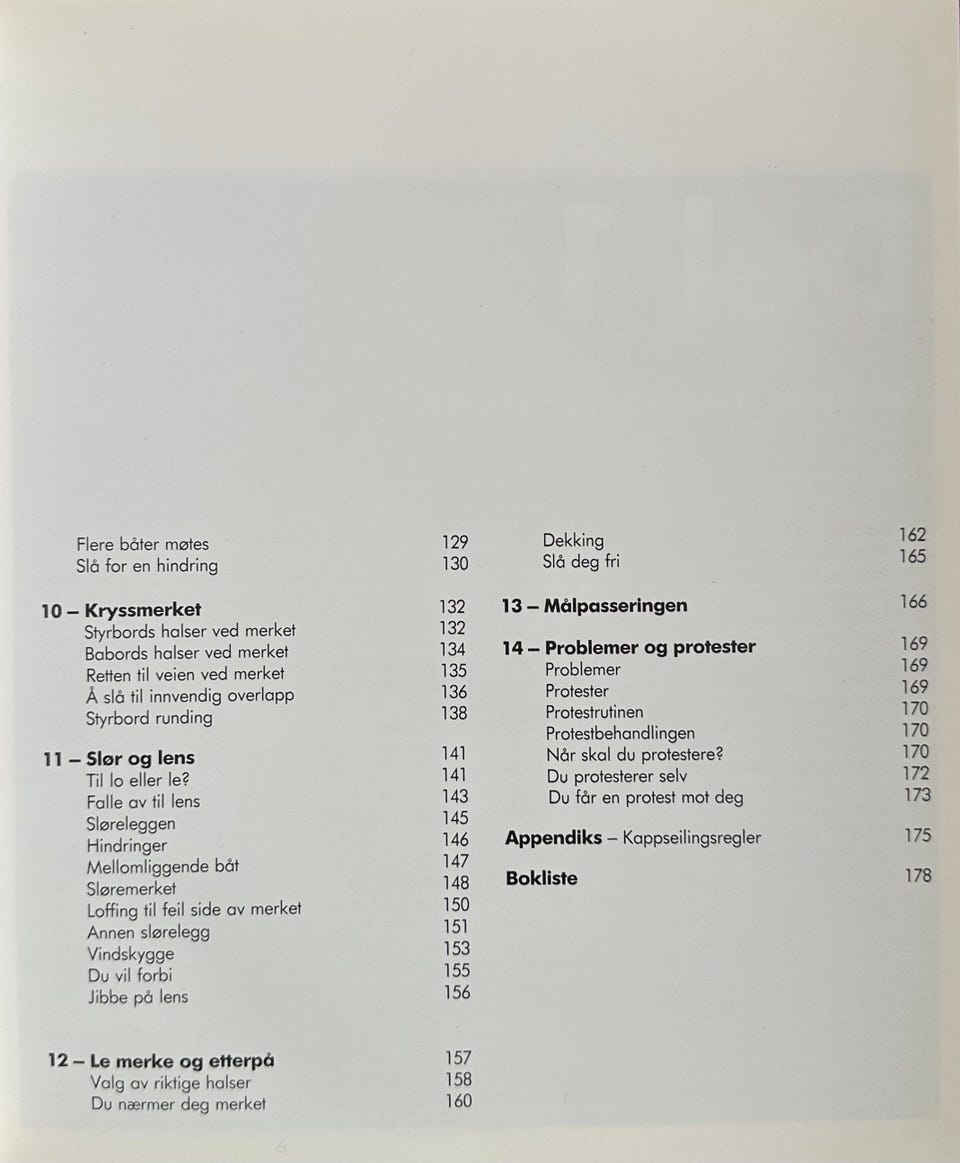 Flere båter møtes 129
Slå for en hindring 130
10 – Kryssmerket 132
Styrbords halser ved merket 132
Babords halser ved merket 134
Retten til veien ved merket 135
Å slå til innvendig overlapp 136
Styrbord runding 138
11 – Slør og lens 141
Til lo eller le? 141
Falle av til lens 143
Sløreleggen 145
Hindringer 146
Mellomliggende båt 147
Sløremerket 148
Loffing til feil side av merket 150
Annen slørelegg 151
Vindskygge 153
Du vil forbi 155
Jibbe på lens 156
12 – Le merke og etterpå 157
Valg av riktige halser 158
Du nærmer deg merket 160
Dekking 162
Slå deg fri 165
13 – Målpasseringen 166
14 – Problemer og protester 169
Problemer 169
Protester 169
Protestrutinen 170
Protestbehandlingen 170
Når skal du protestere? 170
Du protesterer selv 172
Du får en protest mot deg 173
Appendiks – Kappseilingsregler 175
Bokliste 178